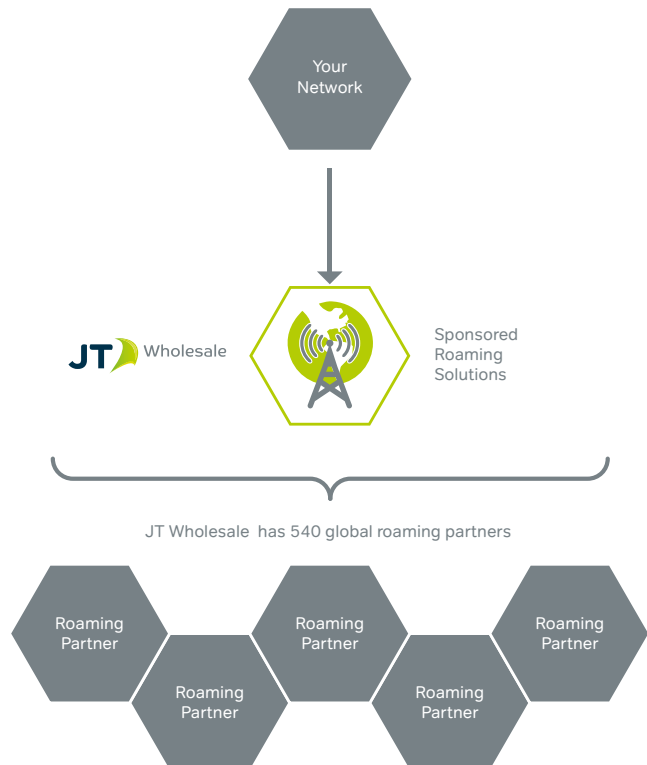 Your
Network
JT Wholesale
Sponsored
Roaming
Solutions
JT Wholesale has 540 global roaming partners
Roaming
Partner
Roaming
Partner
Roaming
Partner
Roaming
Partner
Roaming
Partner